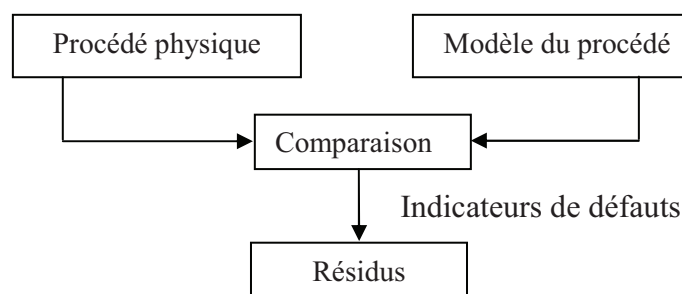 Procédé physique
Modèle du procédé
Comparaison
Indicateurs de défauts
Résidus